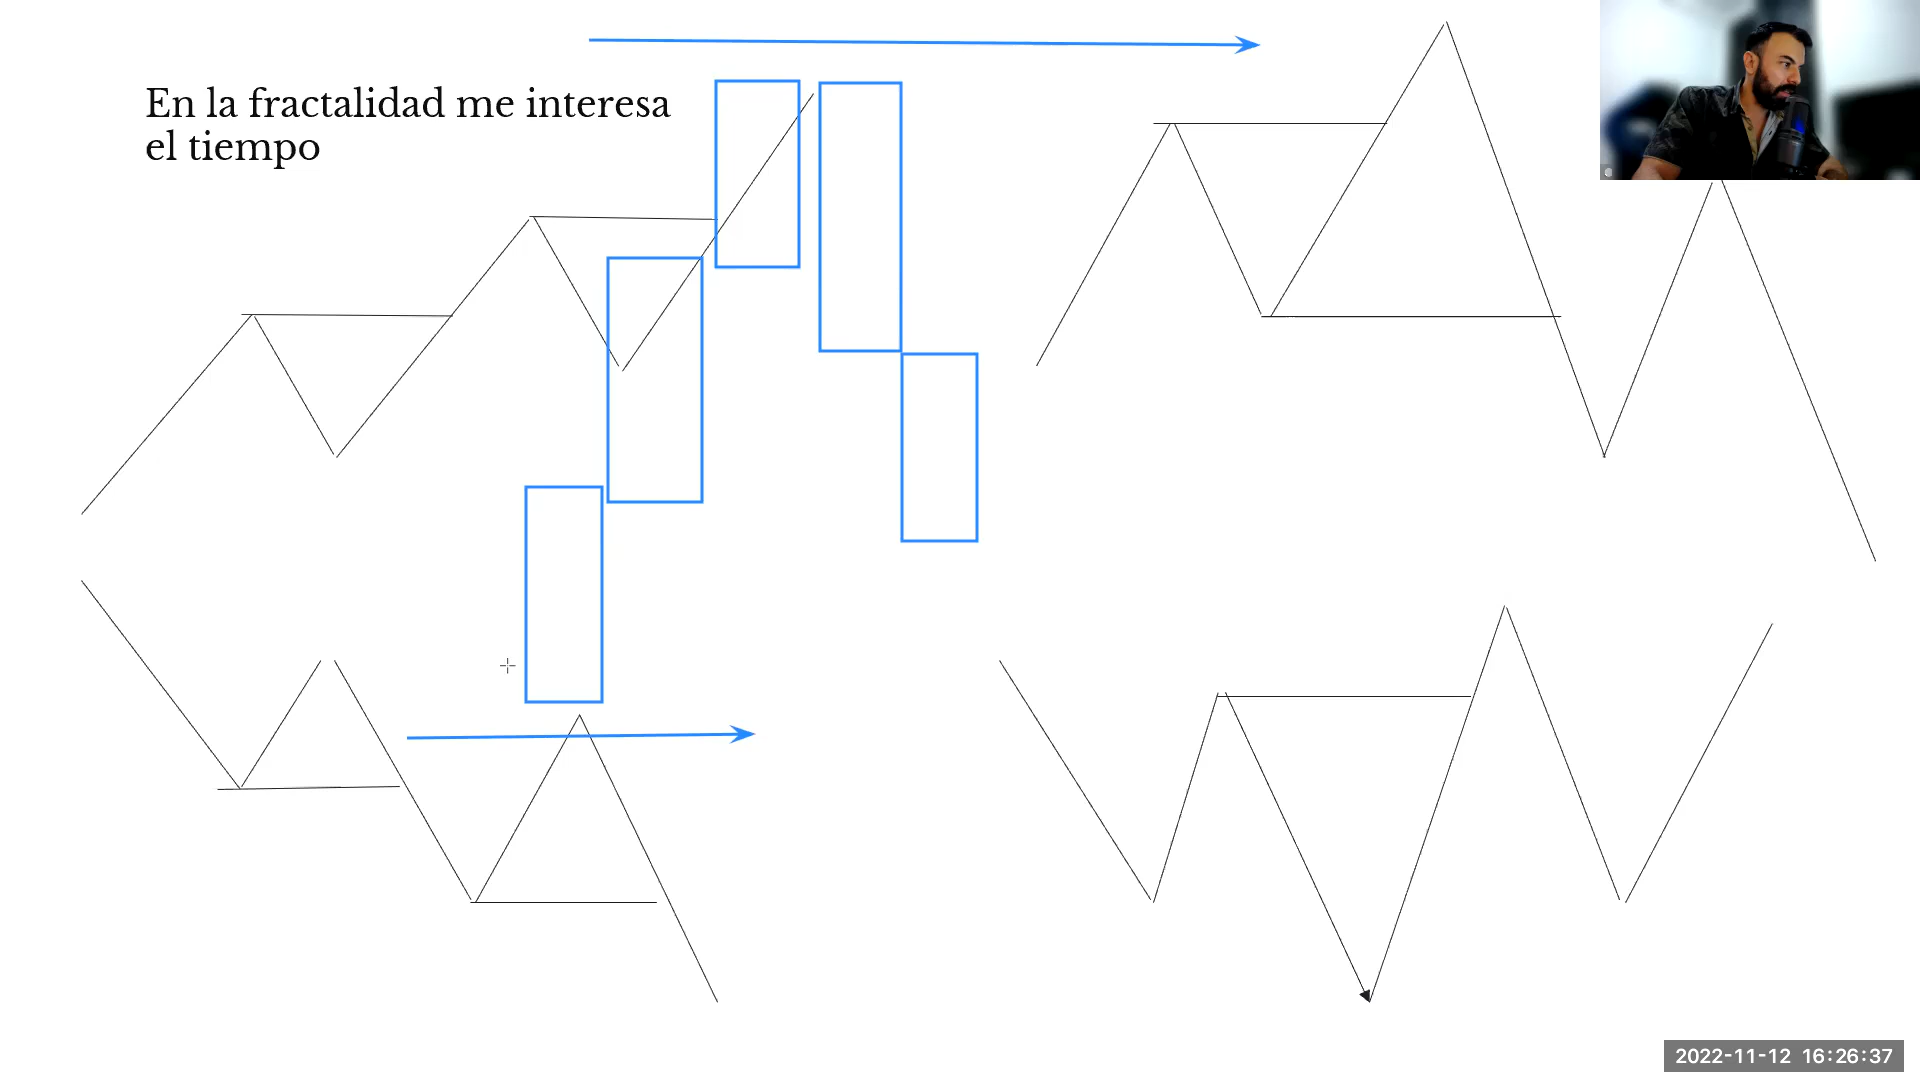 En la fractalidad me interesa
el tiempo
2022-11-12 16:26:37